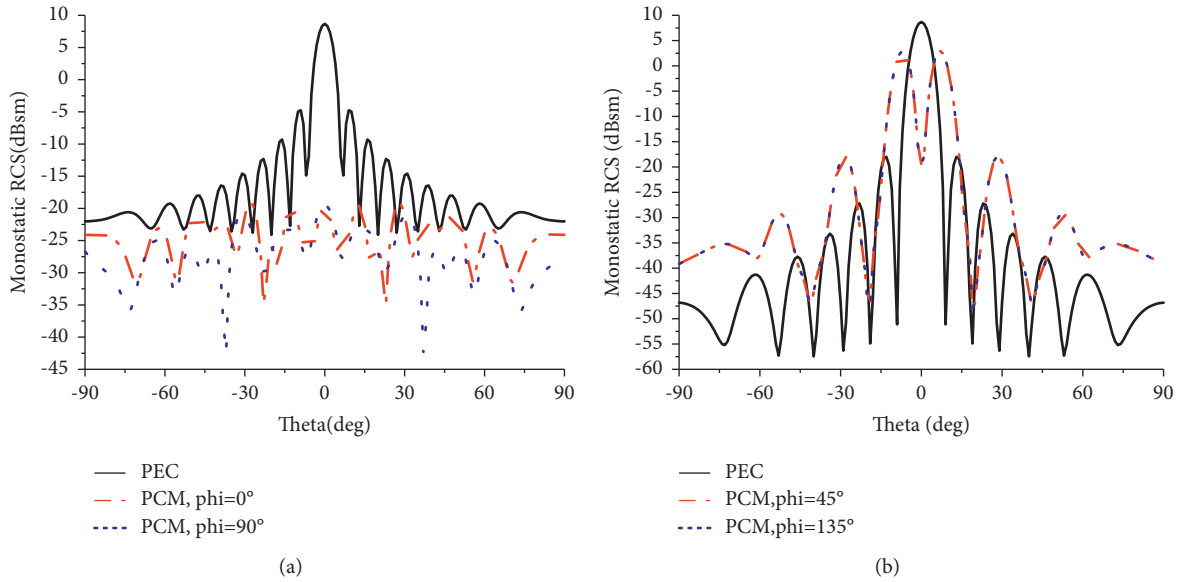 10
5
0
-5
-10
-15
-20
-25
-30
-35
-40
-45
Monostatic RCS(dBsm)
-90 -60 -30 0 30 60 90
Theta(deg)
PEC
PCM, phi=0°
PCM, phi=90°
(a)
10
5
0
-5
-10
-15
-20
-25
-30
-35
-40
-45
-50
-55
-60
Monostatic RCS (dBsm)
-90 -60 -30 0 30 60 90
Theta (deg)
PEC
PCM,phi=45°
PCM,phi=135°
(b)